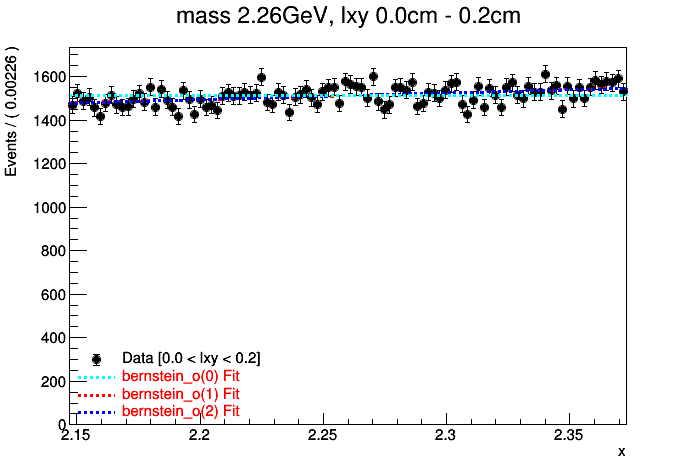 mass 2.26GeV, lxy 0.0cm - 0.2cm
Events / ( 0.00226 )
1600
1400
1200
1000
800
600
400
200
0
Data [0.0 < lxy < 0.2]
bernstein_o(0) Fit
bernstein_o(1) Fit
bernstein_o(2) Fit
2.15 2.2 2.25 2.3 2.35
x